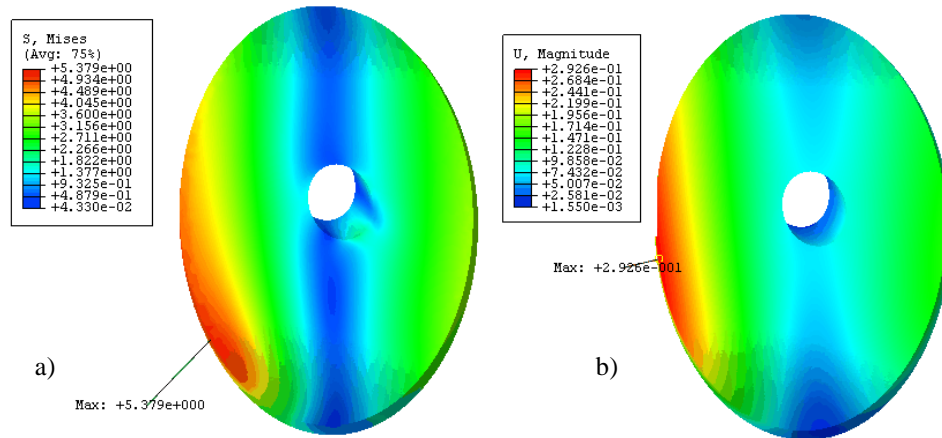 S, Mises
(Avg: 75%)
+5.379e+00
+4.934e+00
+4.489e+00
+4.045e+00
+3.600e+00
+3.156e+00
+2.711e+00
+2.266e+00
+1.822e+00
+1.377e+00
+9.325e-01
+4.879e-01
+4.330e-02
a)
Max: +5.379e+000
U, Magnitude
+2.926e-01
+2.684e-01
+2.441e-01
+2.199e-01
+1.956e-01
+1.714e-01
+1.471e-01
+1.228e-01
+9.858e-02
+7.432e-02
+5.007e-02
+2.581e-02
+1.550e-03
Max: +2.926e-001
b)